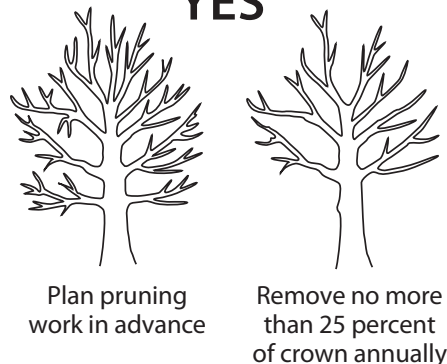 YES
Plan pruning
work in advance
Remove no more
than 25 percent
of crown annually